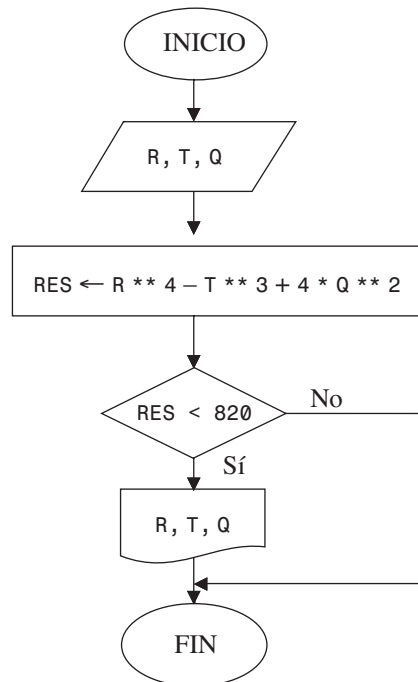 INICIO
R, T, Q
RES ← R ** 4 – T ** 3 + 4 * Q ** 2
RES < 820
No
Sí
R, T, Q
FIN